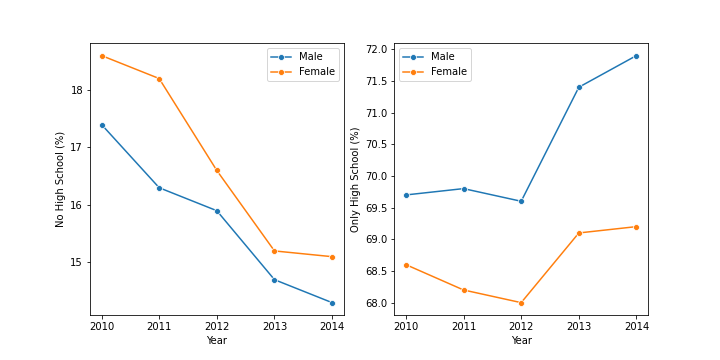 No High School (%)
18
17
16
15
Male
Female
2010 2011 2012 2013 2014
Year
Only High School (%)
72.0
71.5
71.0
70.5
70.0
69.5
69.0
68.5
68.0
Male
Female
2010 2011 2012 2013 2014
Year